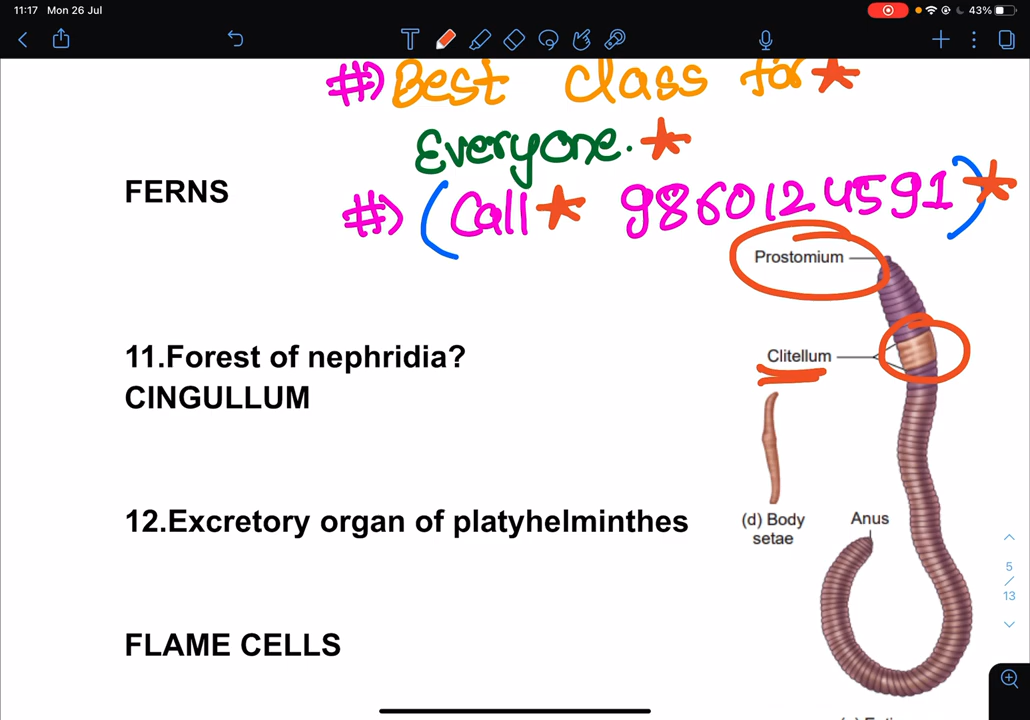 11:17 Mon 26 Jul
43%
#⇒ Best class for *
Everyone. *
FERNS
#⇒ (Call * 9860124591) *
Prostomium
11.Forest of nephridia?
Clitellum
CINGULLUM
12.Excretory organ of platyhelminthes
(d) Body
setae
Anus
5
/
13
FLAME CELLS